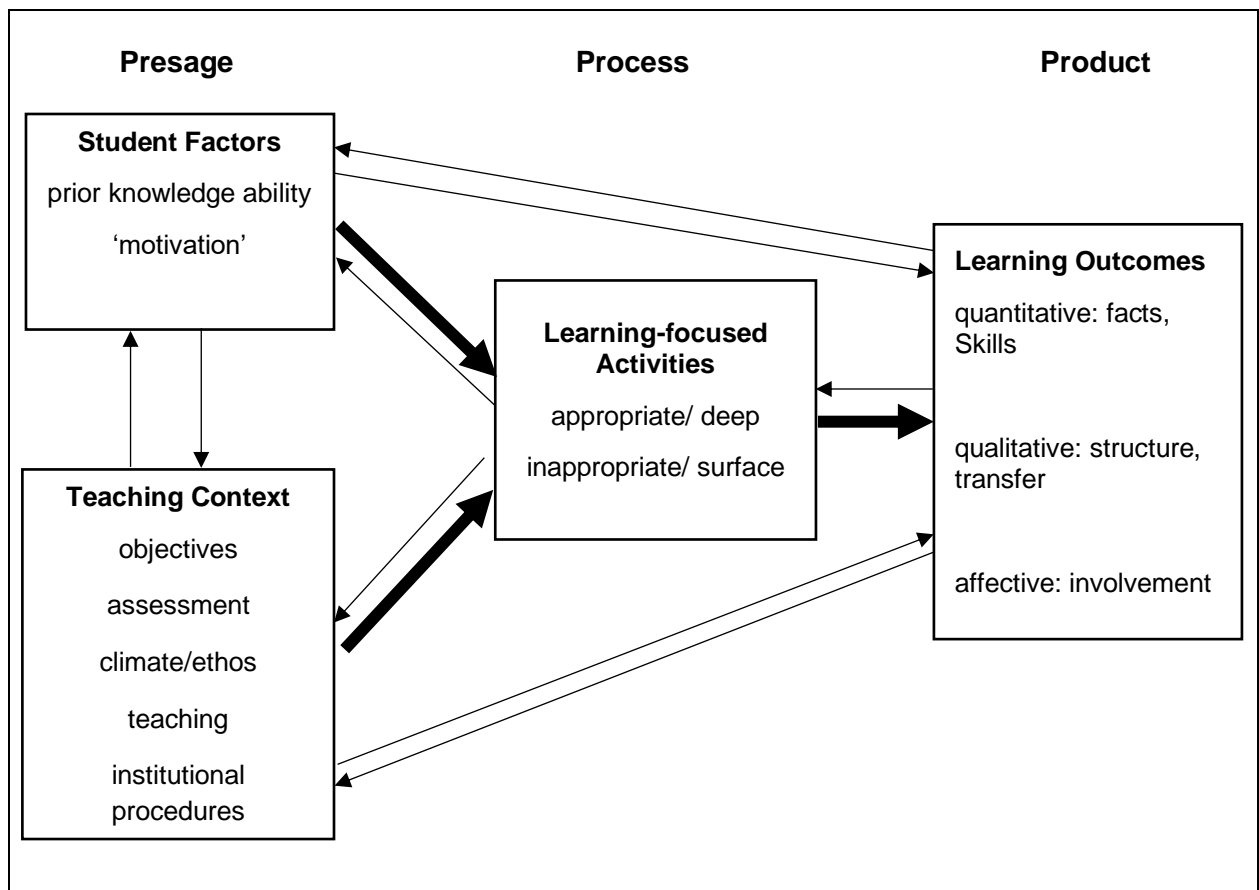 Presage
Process
Product
Student Factors
prior knowledge ability
‘motivation’
Teaching Context
objectives
assessment
climate/ethos
teaching
institutional
procedures
Learning-focused
Activities
appropriate/ deep
inappropriate/ surface
Learning Outcomes
quantitative: facts,
Skills
qualitative: structure,
transfer
affective: involvement